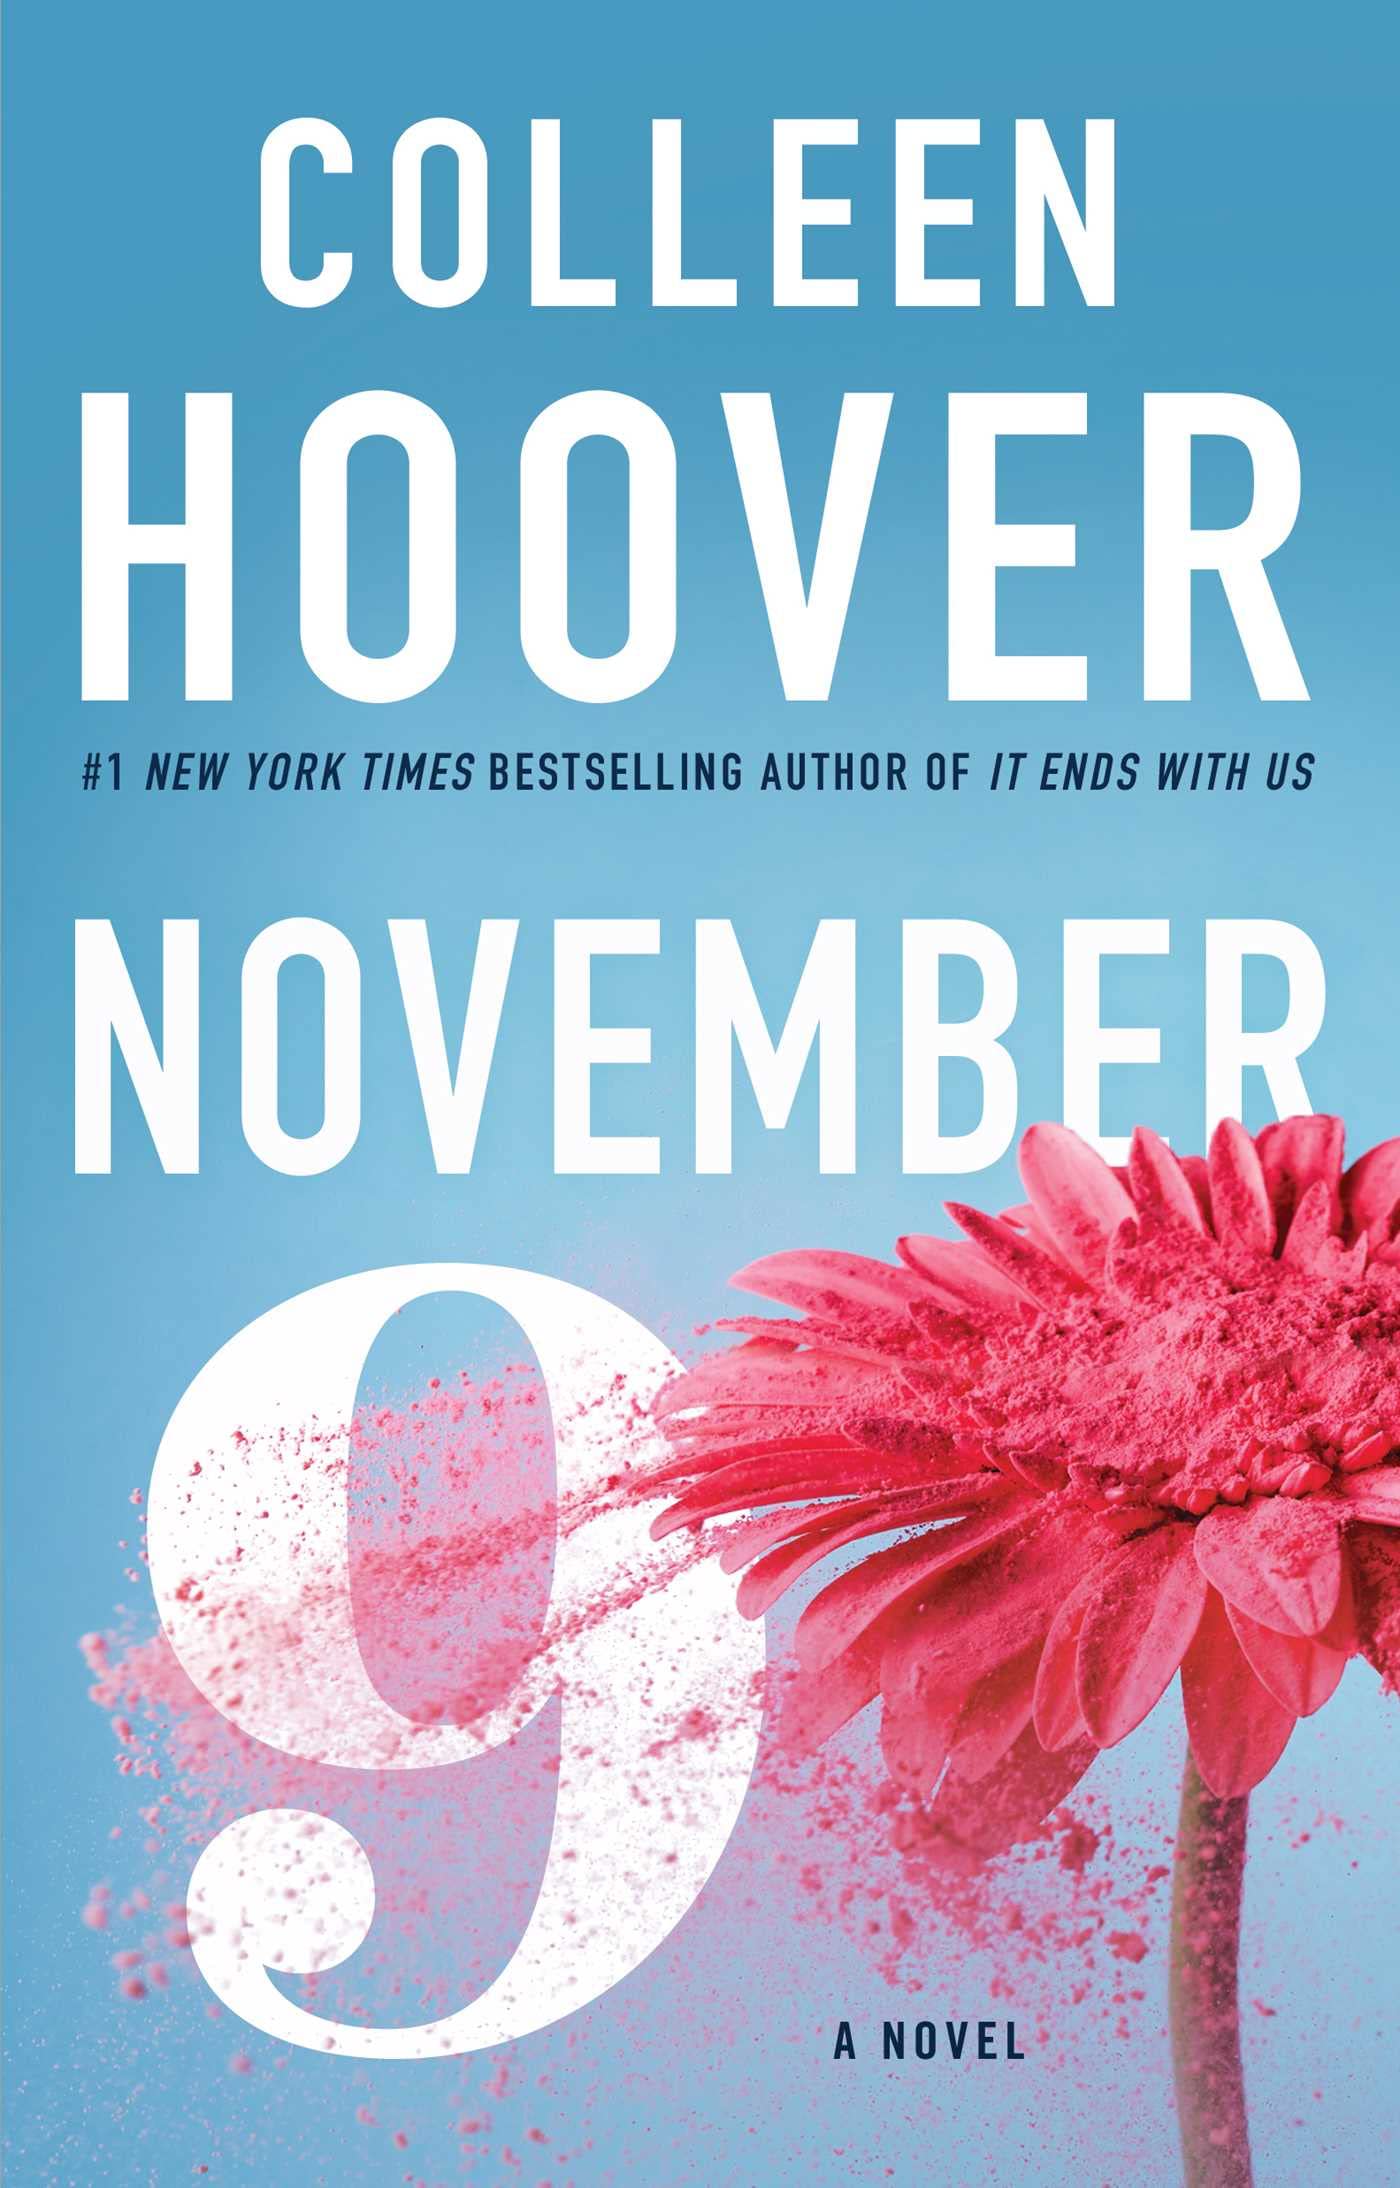 COLLEEN
HOOVER
#1 NEW YORK TIMES BESTSELLING AUTHOR OF IT ENDS WITH US
NOVEMBER
9
A NOVEL